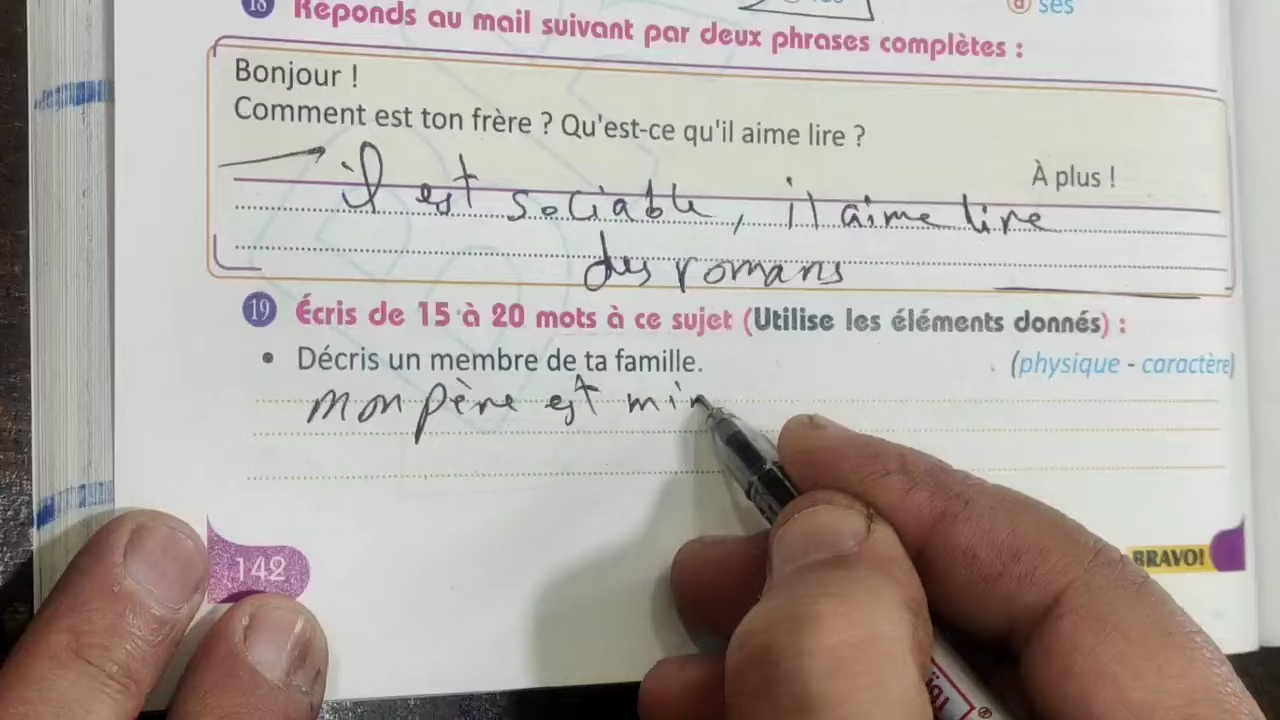 18 Réponds au mail suivant par deux phrases complètes :
a ses
Bonjour !
Comment est ton frère ? Qu'est-ce qu'il aime lire ?
À plus !
il est sociable, il aime lire
des romans
19 Écris de 15 à 20 mots à ce sujet (Utilise les éléments donnés) :
• Décris un membre de ta famille. (physique - caractère)
mon père est min
142
BRAVO!